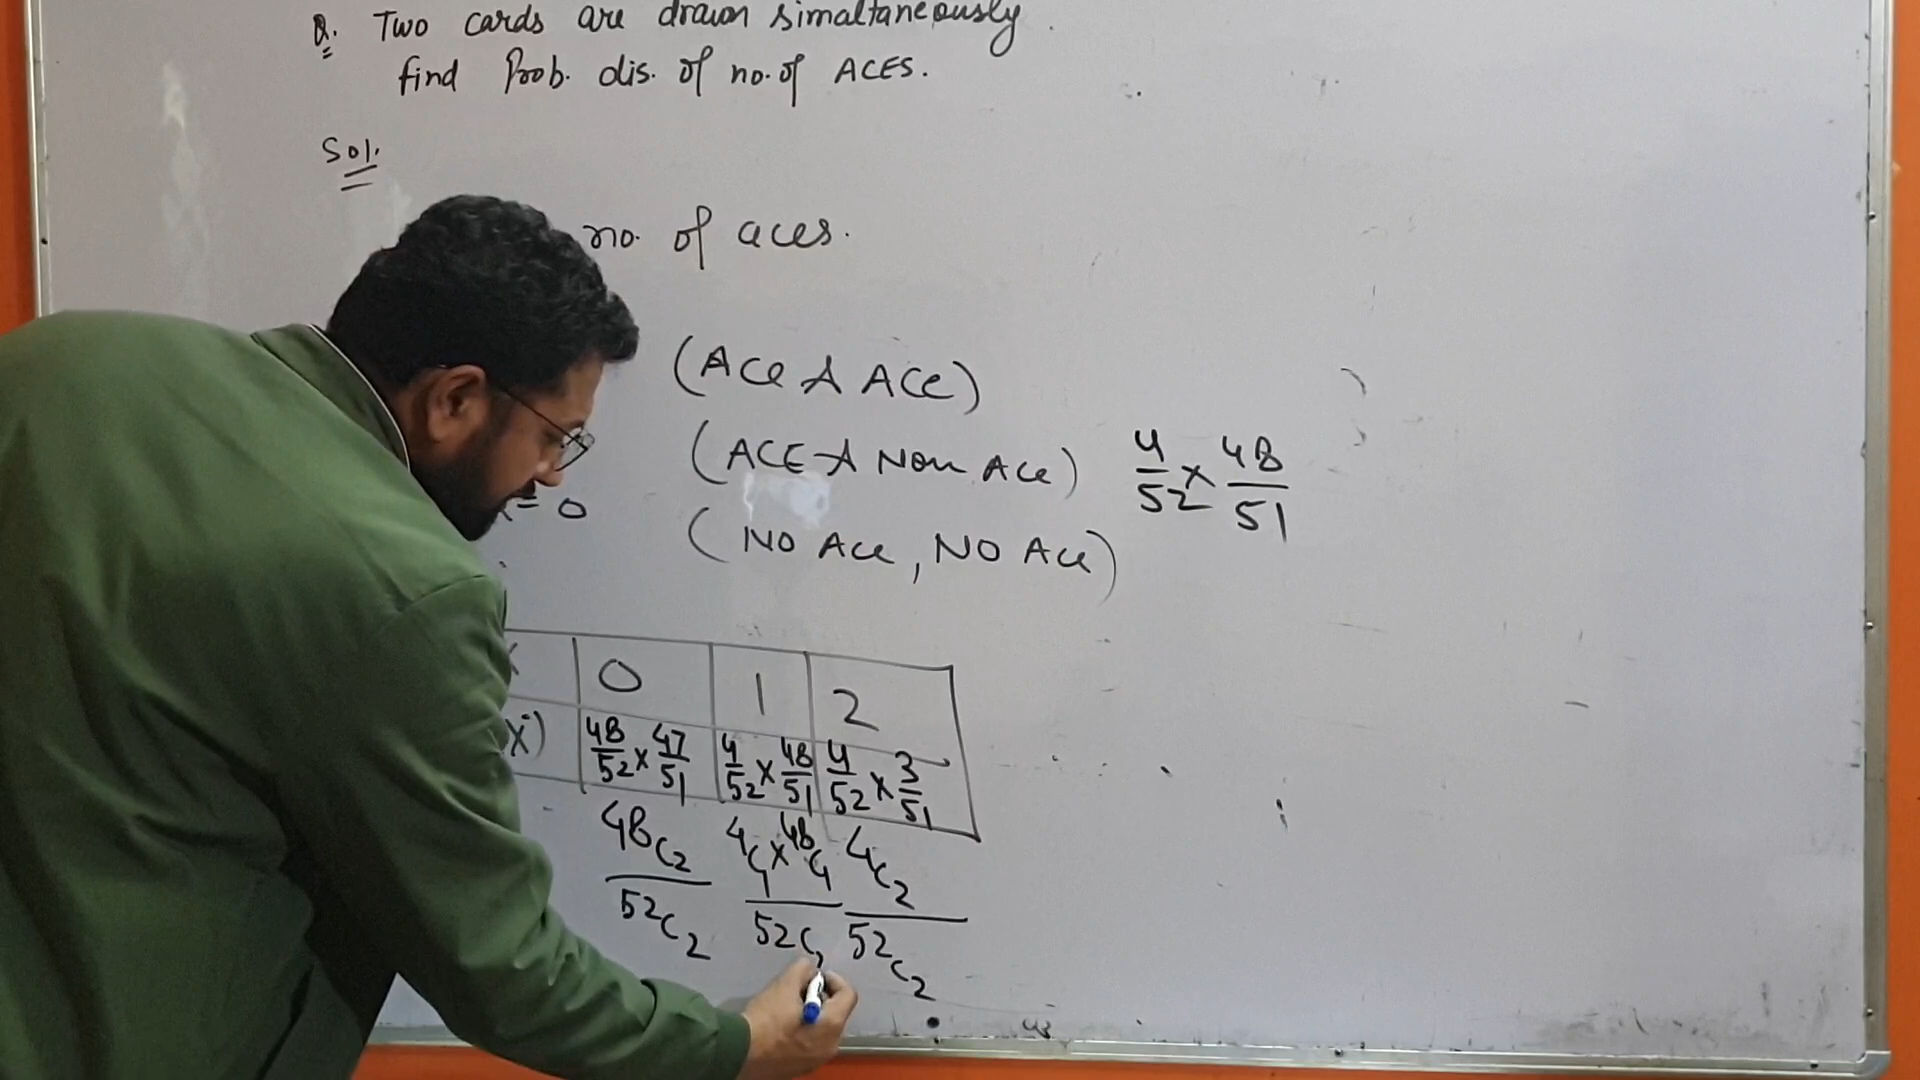 Q. Two cards are drawn simaltaneously.
find Prob. dis. of no. of ACES.
Sol.
no. of aces.
(Ace & Ace)
(ACE & Non Ace) 4/52 × 48/51
= 0 (No Ace, No Ace)
0 1 2
X) 48/52 × 47/51 4/52 × 48/51 4/52 × 3/51
48C2/52C2 4C1×48C1/52C2 4C2/52C2